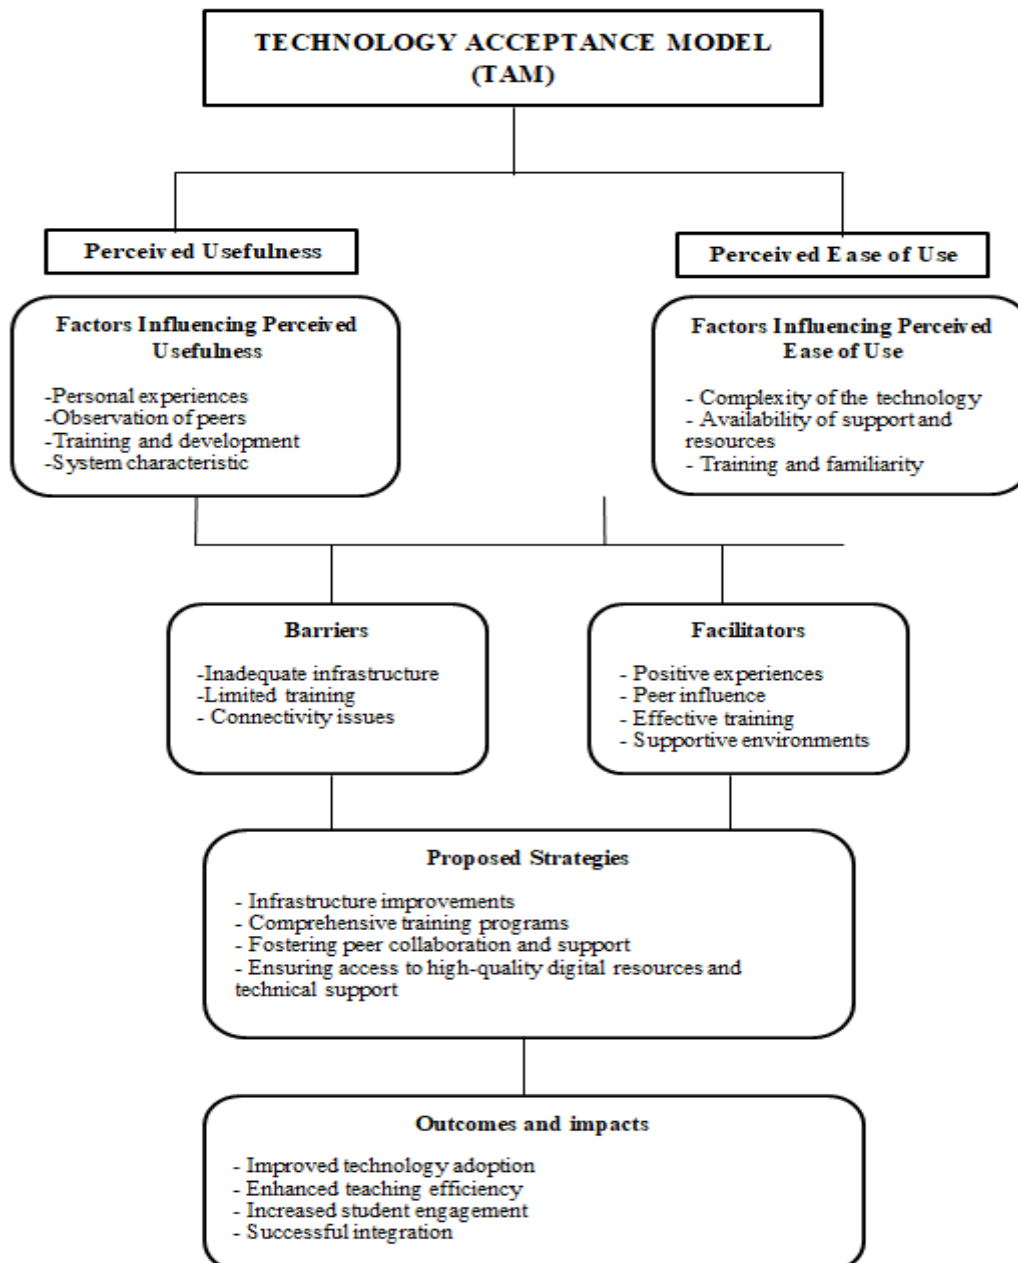 TECHNOLOGY ACCEPTANCE MODEL
(TAM)
Perceived Usefulness
Perceived Ease of Use
Factors Influencing Perceived
Usefulness
-Personal experiences
-Observation of peers
-Training and development
-System characteristic
Factors Influencing Perceived
Ease of Use
- Complexity of the technology
- Availability of support and
resources
- Training and familiarity
Barriers
-Inadequate infrastructure
-Limited training
- Connectivity issues
Facilitators
- Positive experiences
- Peer influence
- Effective training
- Supportive environments
Proposed Strategies
- Infrastructure improvements
- Comprehensive training programs
- Fostering peer collaboration and support
- Ensuring access to high-quality digital resources and
technical support
Outcomes and impacts
- Improved technology adoption
- Enhanced teaching efficiency
- Increased student engagement
- Successful integration